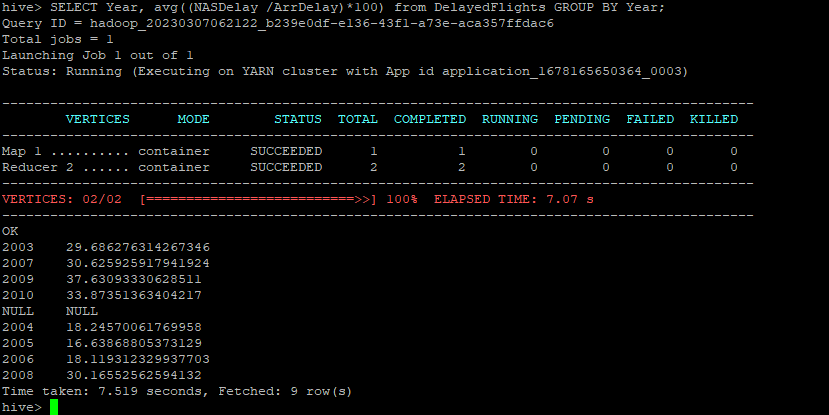 hive> SELECT Year, avg((NASDelay /ArrDelay)*100) from DelayedFlights GROUP BY Year;
Query ID = hadoop_20230307062122_b239e0df-e136-43f1-a73e-aca357ffdac6
Total jobs = 1
Launching Job 1 out of 1
Status: Running (Executing on YARN cluster with App id application_1678165650364_0003)
----------------------------------------------------------------------------------------------
VERTICES MODE STATUS TOTAL COMPLETED RUNNING PENDING FAILED KILLED
----------------------------------------------------------------------------------------------
Map 1 .......... container SUCCEEDED 1 1 0 0 0 0
Reducer 2 ...... container SUCCEEDED 2 2 0 0 0 0
----------------------------------------------------------------------------------------------
VERTICES: 02/02 [==========================>>] 100% ELAPSED TIME: 7.07 s
----------------------------------------------------------------------------------------------
OK
2003 29.686276314267346
2007 30.625925917941924
2009 37.63093330628511
2010 33.87351363404217
NULL NULL
2004 18.24570061769958
2005 16.63868805373129
2006 18.119312329937703
2008 30.16552562594132
Time taken: 7.519 seconds, Fetched: 9 row(s)
hive>